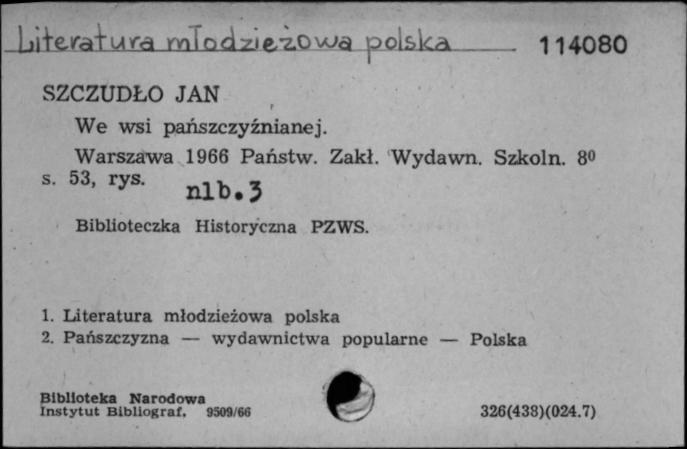 Literatura młodzieżowa polska 114080
SZCZUDŁO JAN
We wsi pańszczyźnianej.
Warszawa 1966 Państw. Zakł. Wydawn. Szkoln. 8⁰
s. 53, rys. nlb.3
Biblioteczka Historyczna PZWS.
1. Literatura młodzieżowa polska
2. Pańszczyzna — wydawnictwa popularne — Polska
Biblioteka Narodowa
Instytut Bibliograf. 9509/66 326(438)(024.7)